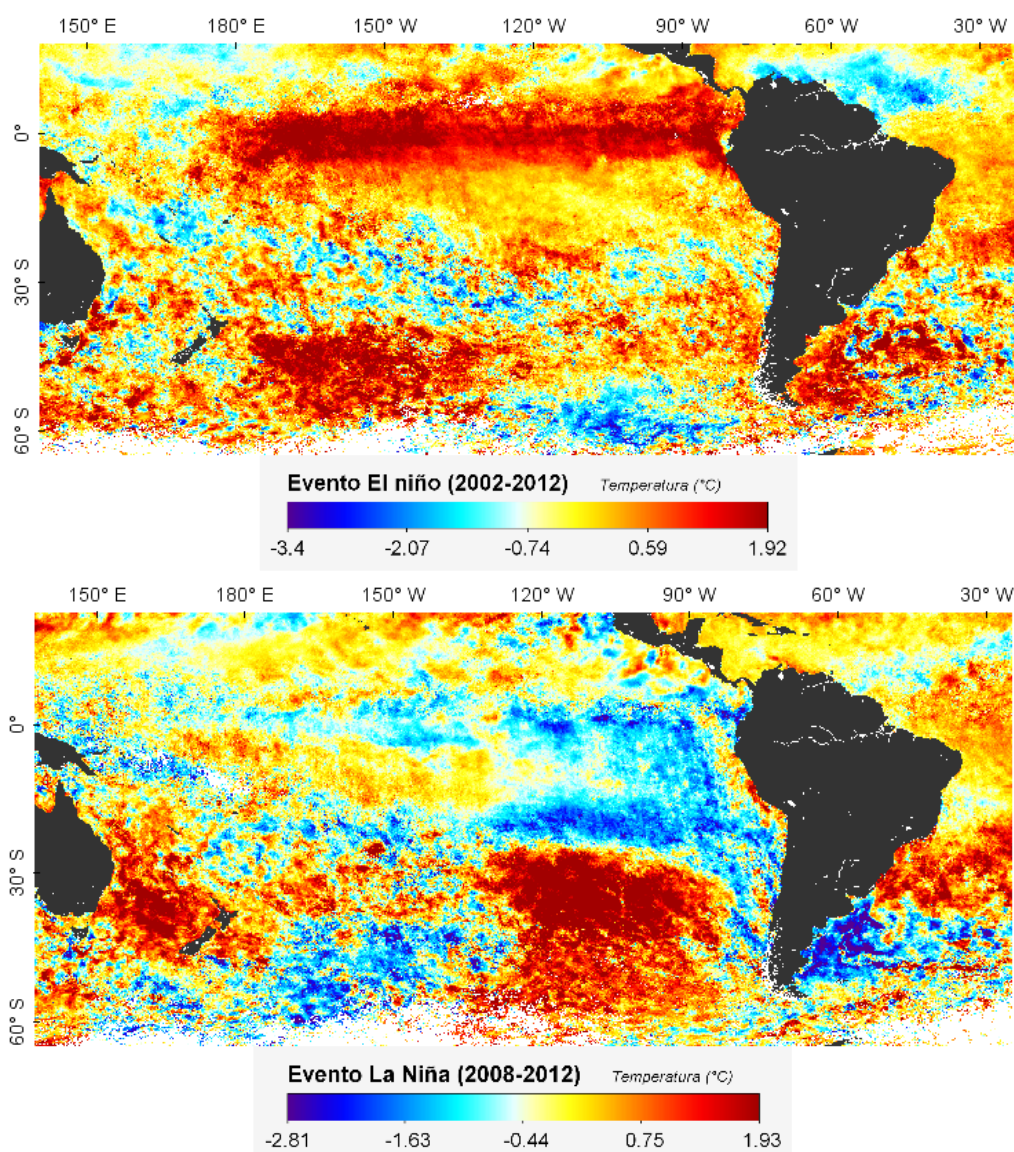 150° E 180° E 150° W 120° W 90° W 60° W 30° W
0°
30° S
60° S
Evento El niño (2002-2012) Temperatura (°C)
-3.4 -2.07 -0.74 0.59 1.92
150° E 180° E 150° W 120° W 90° W 60° W 30° W
0°
30° S
60° S
Evento La Niña (2008-2012) Temperatura (°C)
-2.81 -1.63 -0.44 0.75 1.93